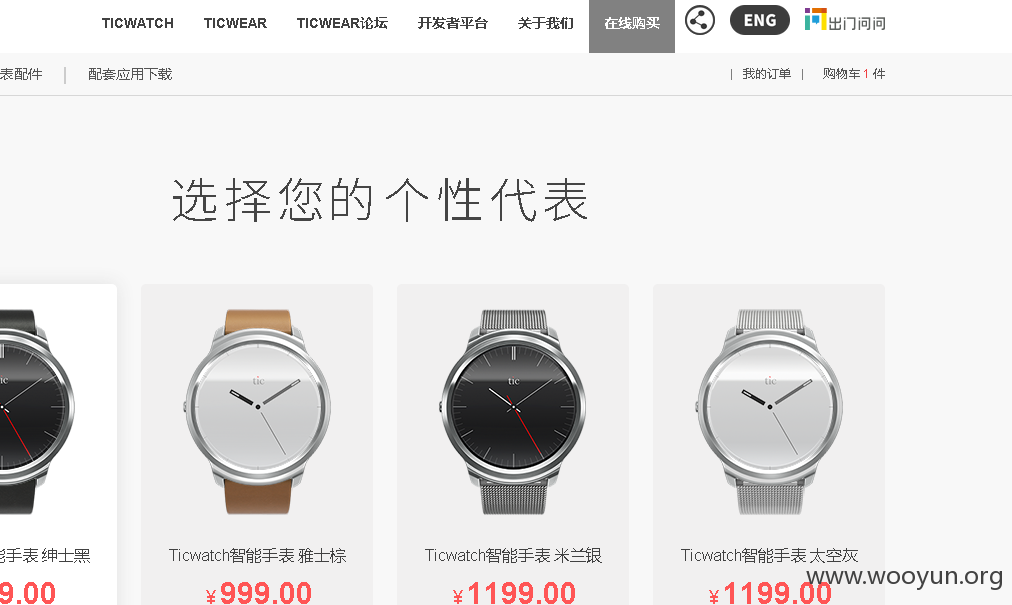 TICWATCH TICWEAR TICWEAR论坛 开发者平台 关于我们 在线购买 ENG 出门问问
表配件 | 配套应用下载 | 我的订单 | 购物车 1 件
选择您的个性代表
tic tic tic
能手表 绅士黑 Ticwatch智能手表 雅士棕 Ticwatch智能手表 米兰银 Ticwatch智能手表 太空灰
www.wooyun.org
9.00 ¥999.00 ¥1199.00 ¥1199.00